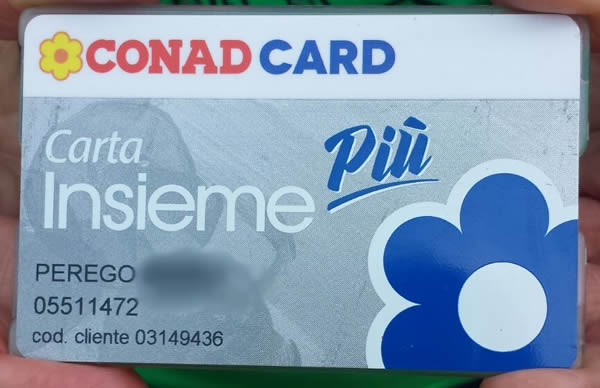 CONAD CARD
Carta
Insieme
Più
PEREGO
05511472
cod. cliente 03149436